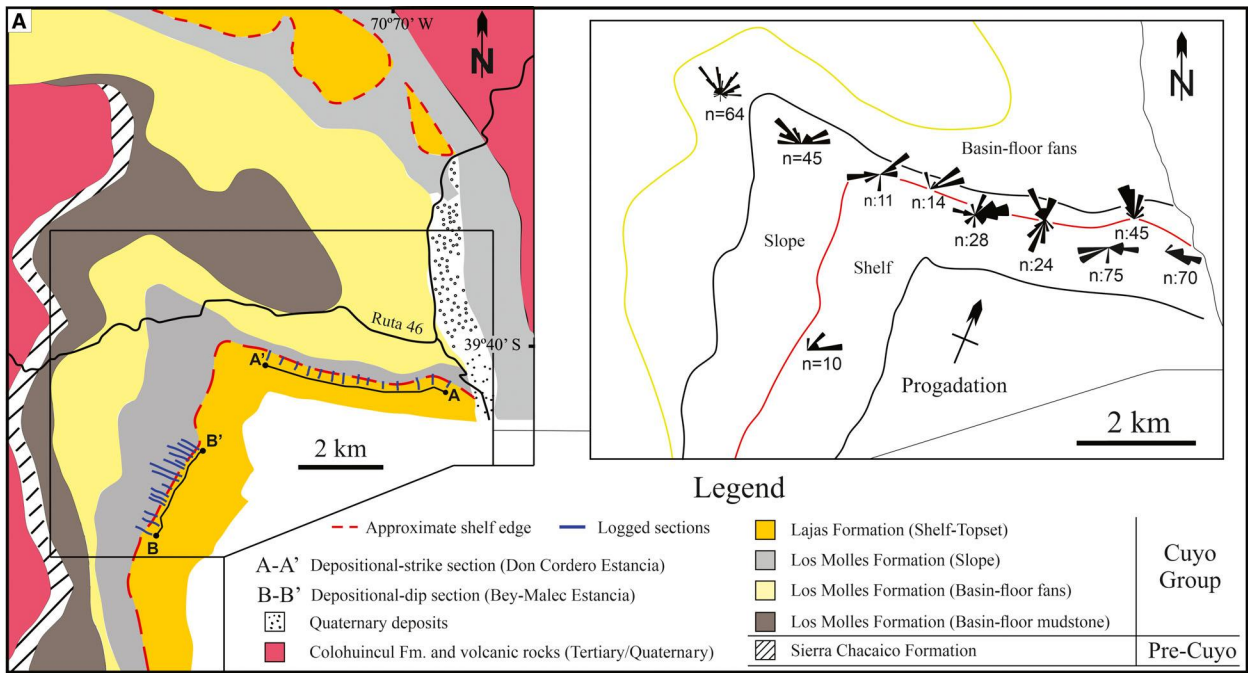 A
70º70' W
N
Ruta 46
39º40' S
A'
A
B'
B
2 km
N
n=64
n=45
Basin-floor fans
n=11
n=14
n:28
n:24
n:45
n:75
n:70
Slope
Shelf
n=10
Progadation
2 km
Legend
Approximate shelf edge
Logged sections
A-A' Depositional-strike section (Don Cordero Estancia)
B-B' Depositional-dip section (Bey-Malec Estancia)
Quaternary deposits
Colohuincul Fm. and volcanic rocks (Tertiary/Quaternary)
Lajas Formation (Shelf-Topset)
Los Molles Formation (Slope)
Los Molles Formation (Basin-floor fans)
Los Molles Formation (Basin-floor mudstone)
Sierra Chacaico Formation
Cuyo
Group
Pre-Cuyo